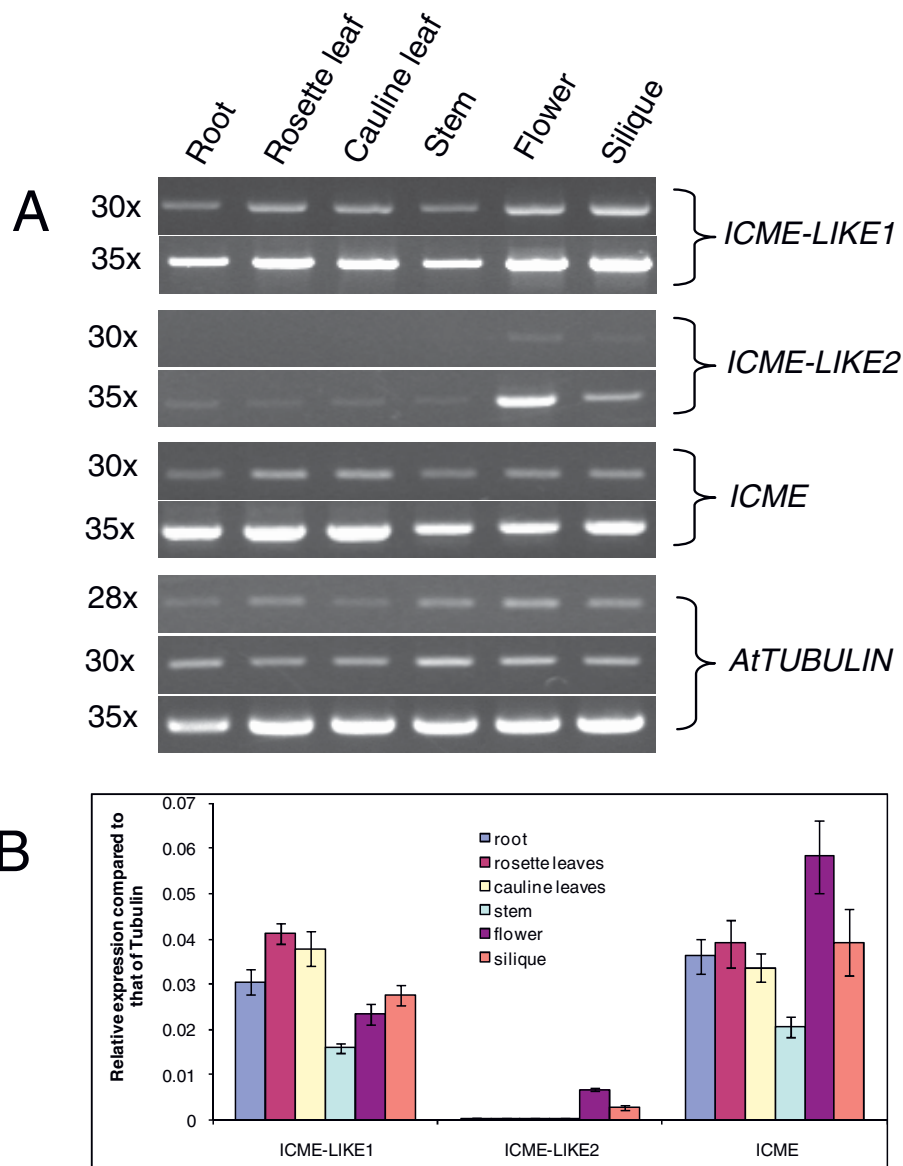 Root Rosette leaf Cauline leaf Stem Flower Silique
A
30x
35x
ICME-LIKE1
30x
35x
ICME-LIKE2
30x
35x
ICME
28x
30x
35x
AtTUBULIN
B
Relative expression compared to
that of Tubulin
0.07
0.06
0.05
0.04
0.03
0.02
0.01
0
root
rosette leaves
cauline leaves
stem
flower
silique
ICME-LIKE1 ICME-LIKE2 ICME